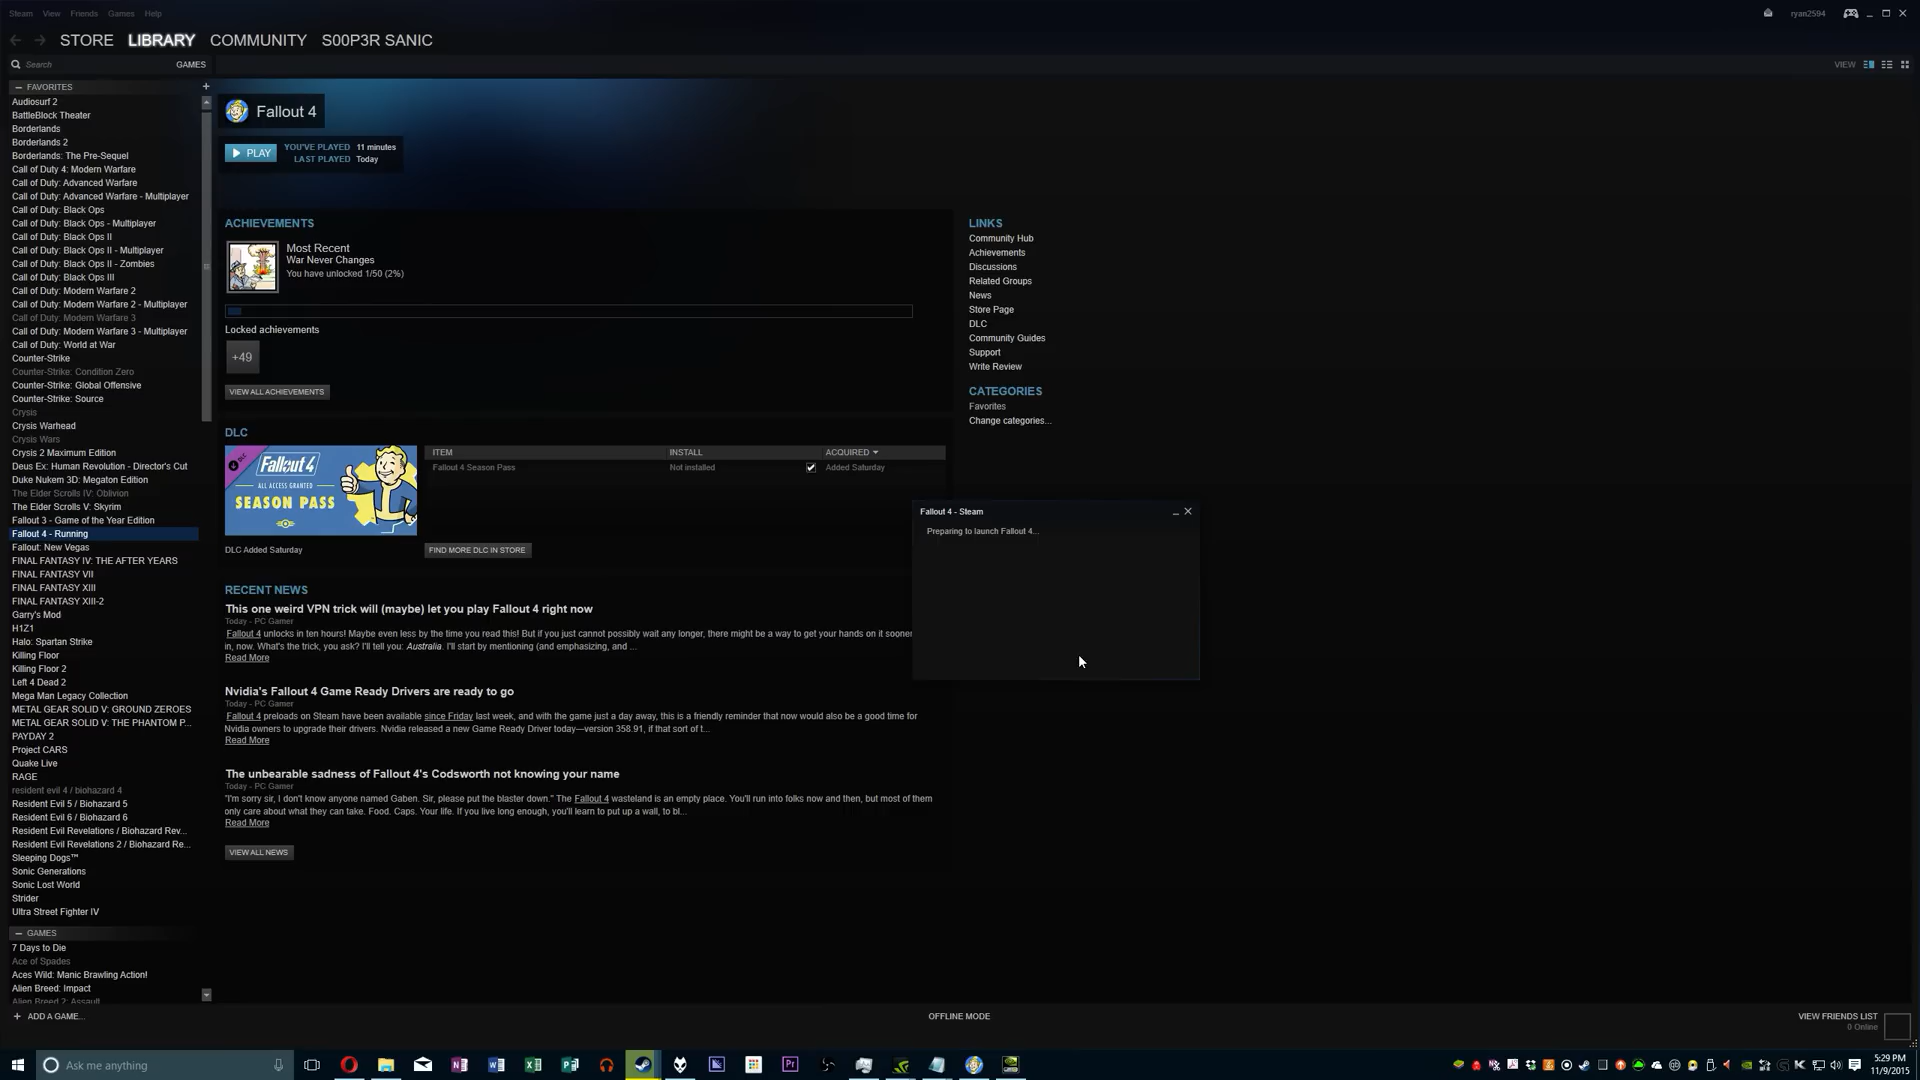 Steam View Friends Games Help
ryan2594
STORE LIBRARY COMMUNITY S00P3R SANIC
Search GAMES
VIEW
FAVORITES
Audiosurf 2
BattleBlock Theater
Borderlands
Borderlands 2
Borderlands: The Pre-Sequel
Call of Duty 4: Modern Warfare
Call of Duty: Advanced Warfare
Call of Duty: Advanced Warfare - Multiplayer
Call of Duty: Black Ops
Call of Duty: Black Ops - Multiplayer
Call of Duty: Black Ops II
Call of Duty: Black Ops II - Multiplayer
Call of Duty: Black Ops II - Zombies
Call of Duty: Black Ops III
Call of Duty: Modern Warfare 2
Call of Duty: Modern Warfare 2 - Multiplayer
Call of Duty: Modern Warfare 3
Call of Duty: Modern Warfare 3 - Multiplayer
Call of Duty: World at War
Counter-Strike
Counter-Strike: Condition Zero
Counter-Strike: Global Offensive
Counter-Strike: Source
Crysis
Crysis Warhead
Crysis Wars
Crysis 2 Maximum Edition
Deus Ex: Human Revolution - Director's Cut
Duke Nukem 3D: Megaton Edition
The Elder Scrolls IV: Oblivion
The Elder Scrolls V: Skyrim
Fallout 3 - Game of the Year Edition
Fallout 4 - Running
Fallout: New Vegas
FINAL FANTASY IV: THE AFTER YEARS
FINAL FANTASY VII
FINAL FANTASY XIII
FINAL FANTASY XIII-2
Garry's Mod
H1Z1
Halo: Spartan Strike
Killing Floor
Killing Floor 2
Left 4 Dead 2
Mega Man Legacy Collection
METAL GEAR SOLID V: GROUND ZEROES
METAL GEAR SOLID V: THE PHANTOM P...
PAYDAY 2
Project CARS
Quake Live
RAGE
resident evil 4 / biohazard 4
Resident Evil 5 / Biohazard 5
Resident Evil 6 / Biohazard 6
Resident Evil Revelations / Biohazard Rev...
Resident Evil Revelations 2 / Biohazard Re...
Sleeping Dogs™
Sonic Generations
Sonic Lost World
Strider
Ultra Street Fighter IV
GAMES
7 Days to Die
Ace of Spades
Aces Wild: Manic Brawling Action!
Alien Breed: Impact
Alien Breed 2: Assault
ADD A GAME...
Fallout 4
PLAY
YOU'VE PLAYED 11 minutes
LAST PLAYED Today
ACHIEVEMENTS
Most Recent
War Never Changes
You have unlocked 1/50 (2%)
Locked achievements
+49
VIEW ALL ACHIEVEMENTS
DLC
DLC
Fallout 4
ALL ACCESS GRANTED
SEASON PASS
DLC Added Saturday
ITEM INSTALL ACQUIRED
Fallout 4 Season Pass Not installed Added Saturday
FIND MORE DLC IN STORE
RECENT NEWS
This one weird VPN trick will (maybe) let you play Fallout 4 right now
Today - PC Gamer
Fallout 4 unlocks in ten hours! Maybe even less by the time you read this! But if you just cannot possibly wait any longer, there might be a way to get your hands on it sooner
in, now. What's the trick, you ask? I'll tell you: Australia. I'll start by mentioning (and emphasizing, and ...
Read More
Nvidia's Fallout 4 Game Ready Drivers are ready to go
Today - PC Gamer
Fallout 4 preloads on Steam have been available since Friday last week, and with the game just a day away, this is a friendly reminder that now would also be a good time for
Nvidia owners to upgrade their drivers. Nvidia released a new Game Ready Driver today—version 358.91, if that sort of t...
Read More
The unbearable sadness of Fallout 4's Codsworth not knowing your name
Today - PC Gamer
"I'm sorry sir, I don't know anyone named Gaben. Sir, please put the blaster down." The Fallout 4 wasteland is an empty place. You'll run into folks now and then, but most of them
only care about what they can take. Food. Caps. Your life. If you live long enough, you'll learn to put up a wall, to bl...
Read More
VIEW ALL NEWS
LINKS
Community Hub
Achievements
Discussions
Related Groups
News
Store Page
DLC
Community Guides
Support
Write Review
CATEGORIES
Favorites
Change categories...
Fallout 4 - Steam
Preparing to launch Fallout 4...
OFFLINE MODE
VIEW FRIENDS LIST
0 Online
Ask me anything
5:29 PM
11/9/2015